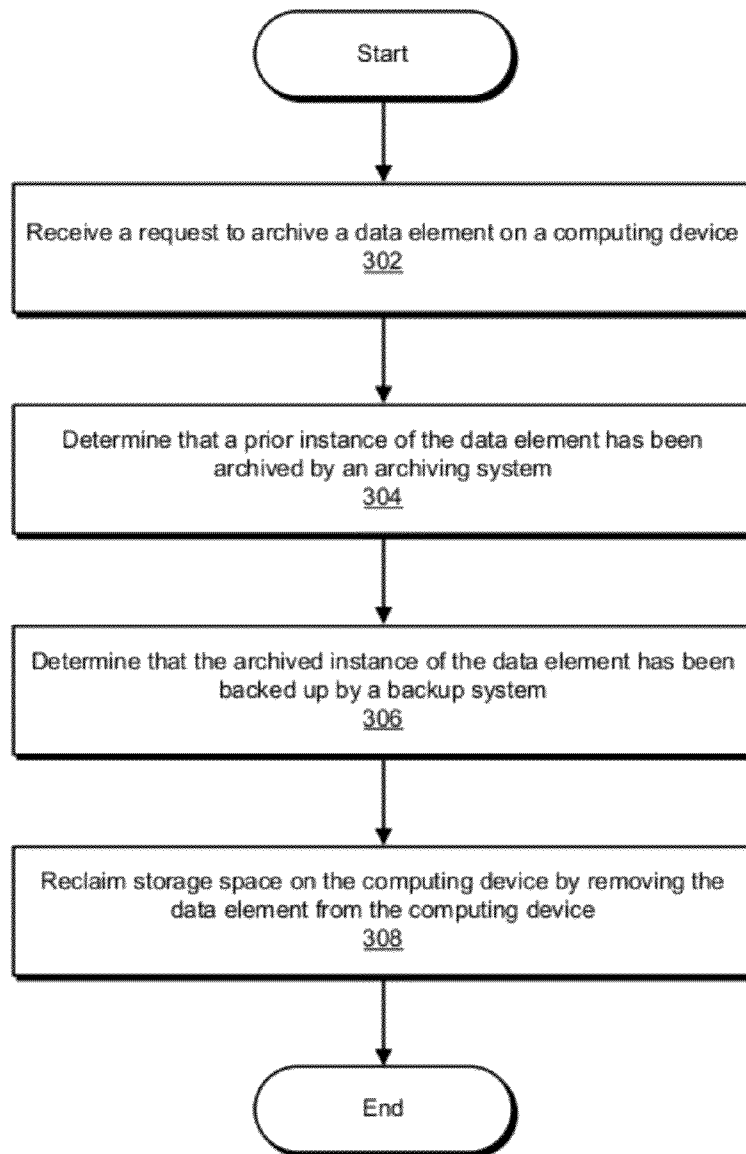 Start
Receive a request to archive a data element on a computing device
302
Determine that a prior instance of the data element has been
archived by an archiving system
304
Determine that the archived instance of the data element has been
backed up by a backup system
306
Reclaim storage space on the computing device by removing the
data element from the computing device
308
End